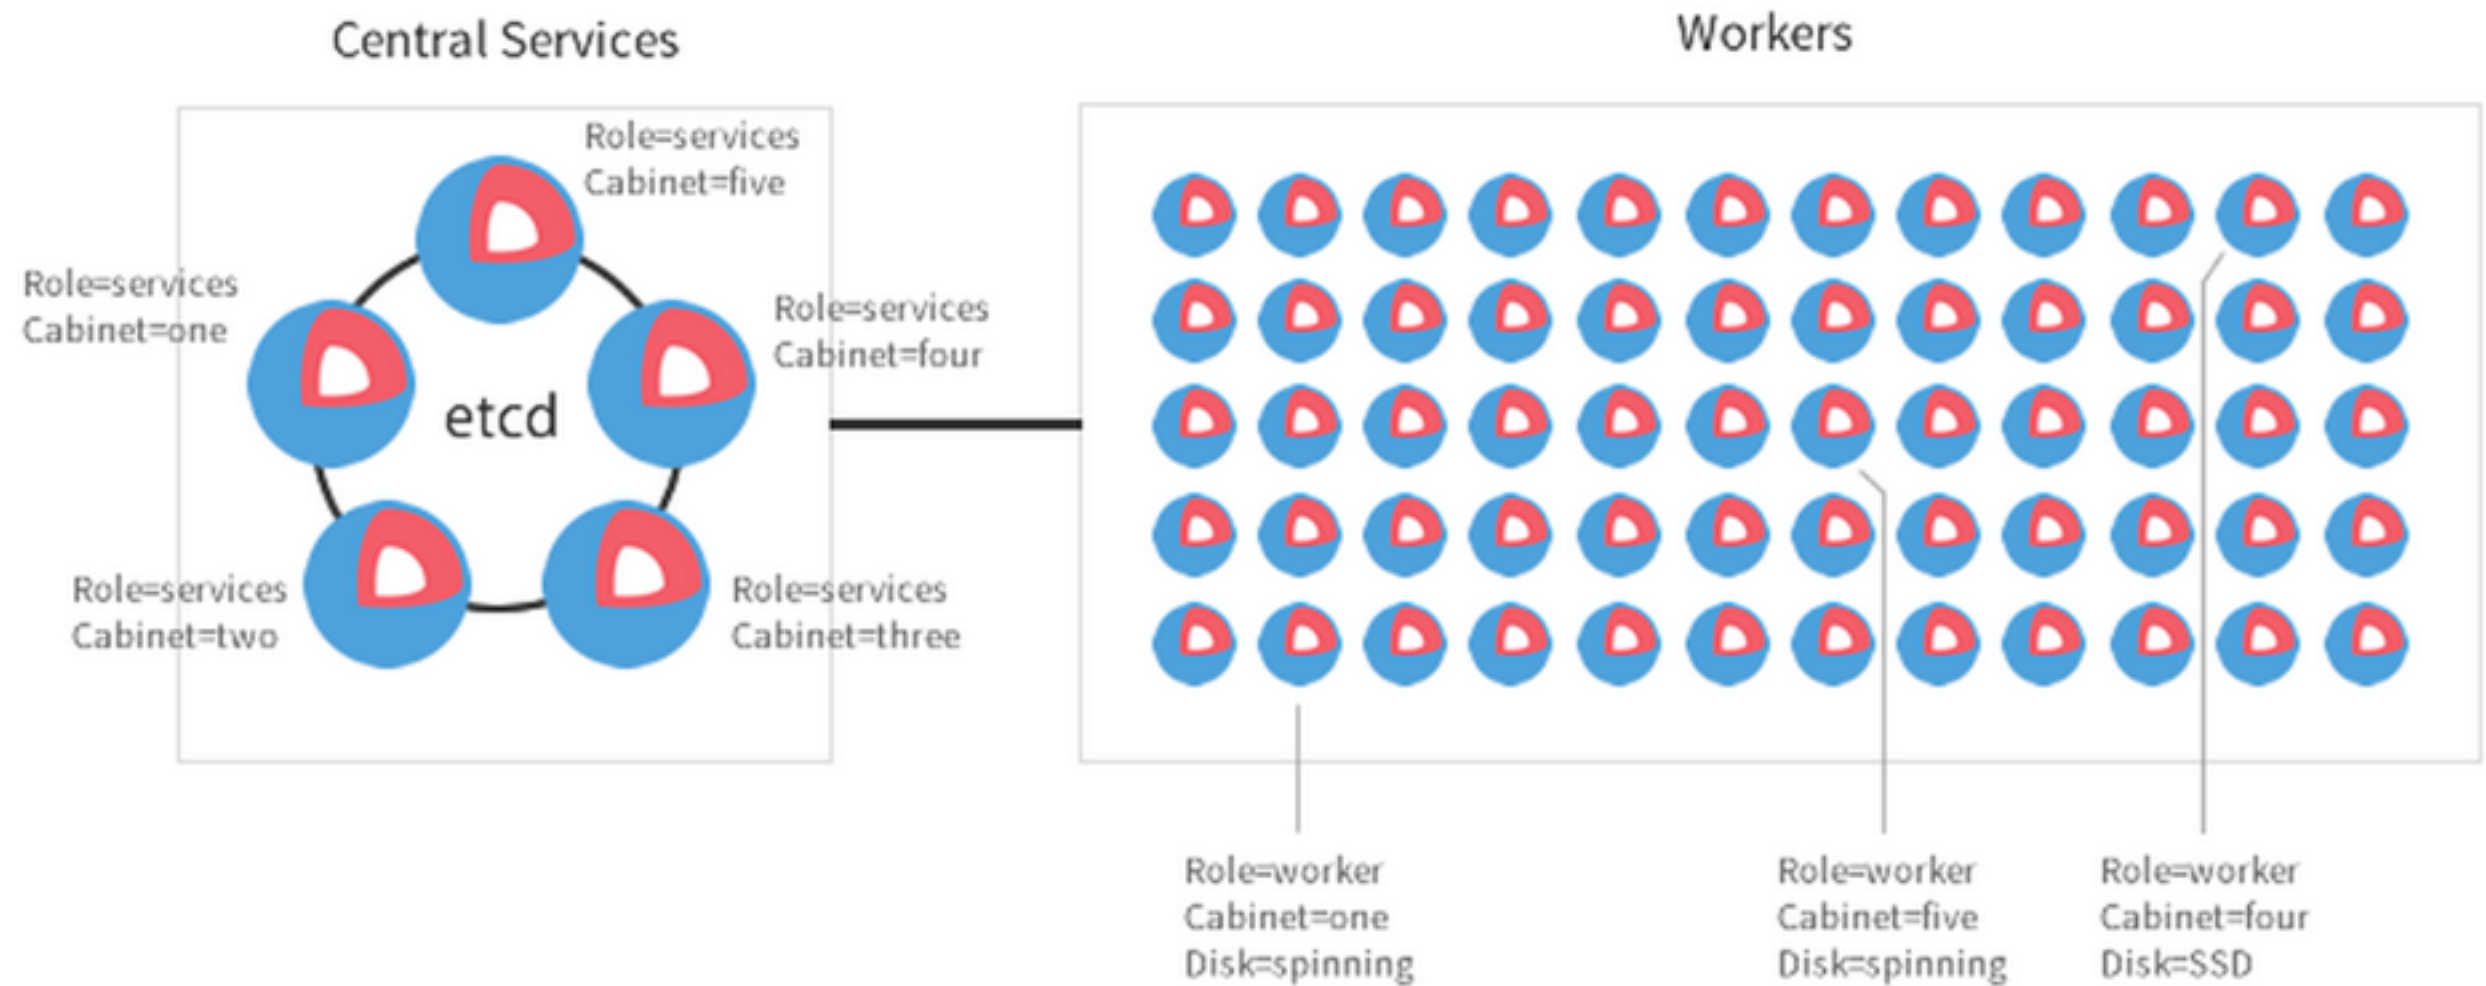 Central Services
Workers
Role=services
Cabinet=five
Role=services
Cabinet=one
Role=services
Cabinet=four
etcd
Role=services
Cabinet=two
Role=services
Cabinet=three
Role=worker
Cabinet=one
Disk=spinning
Role=worker
Cabinet=five
Disk=spinning
Role=worker
Cabinet=four
Disk=SSD